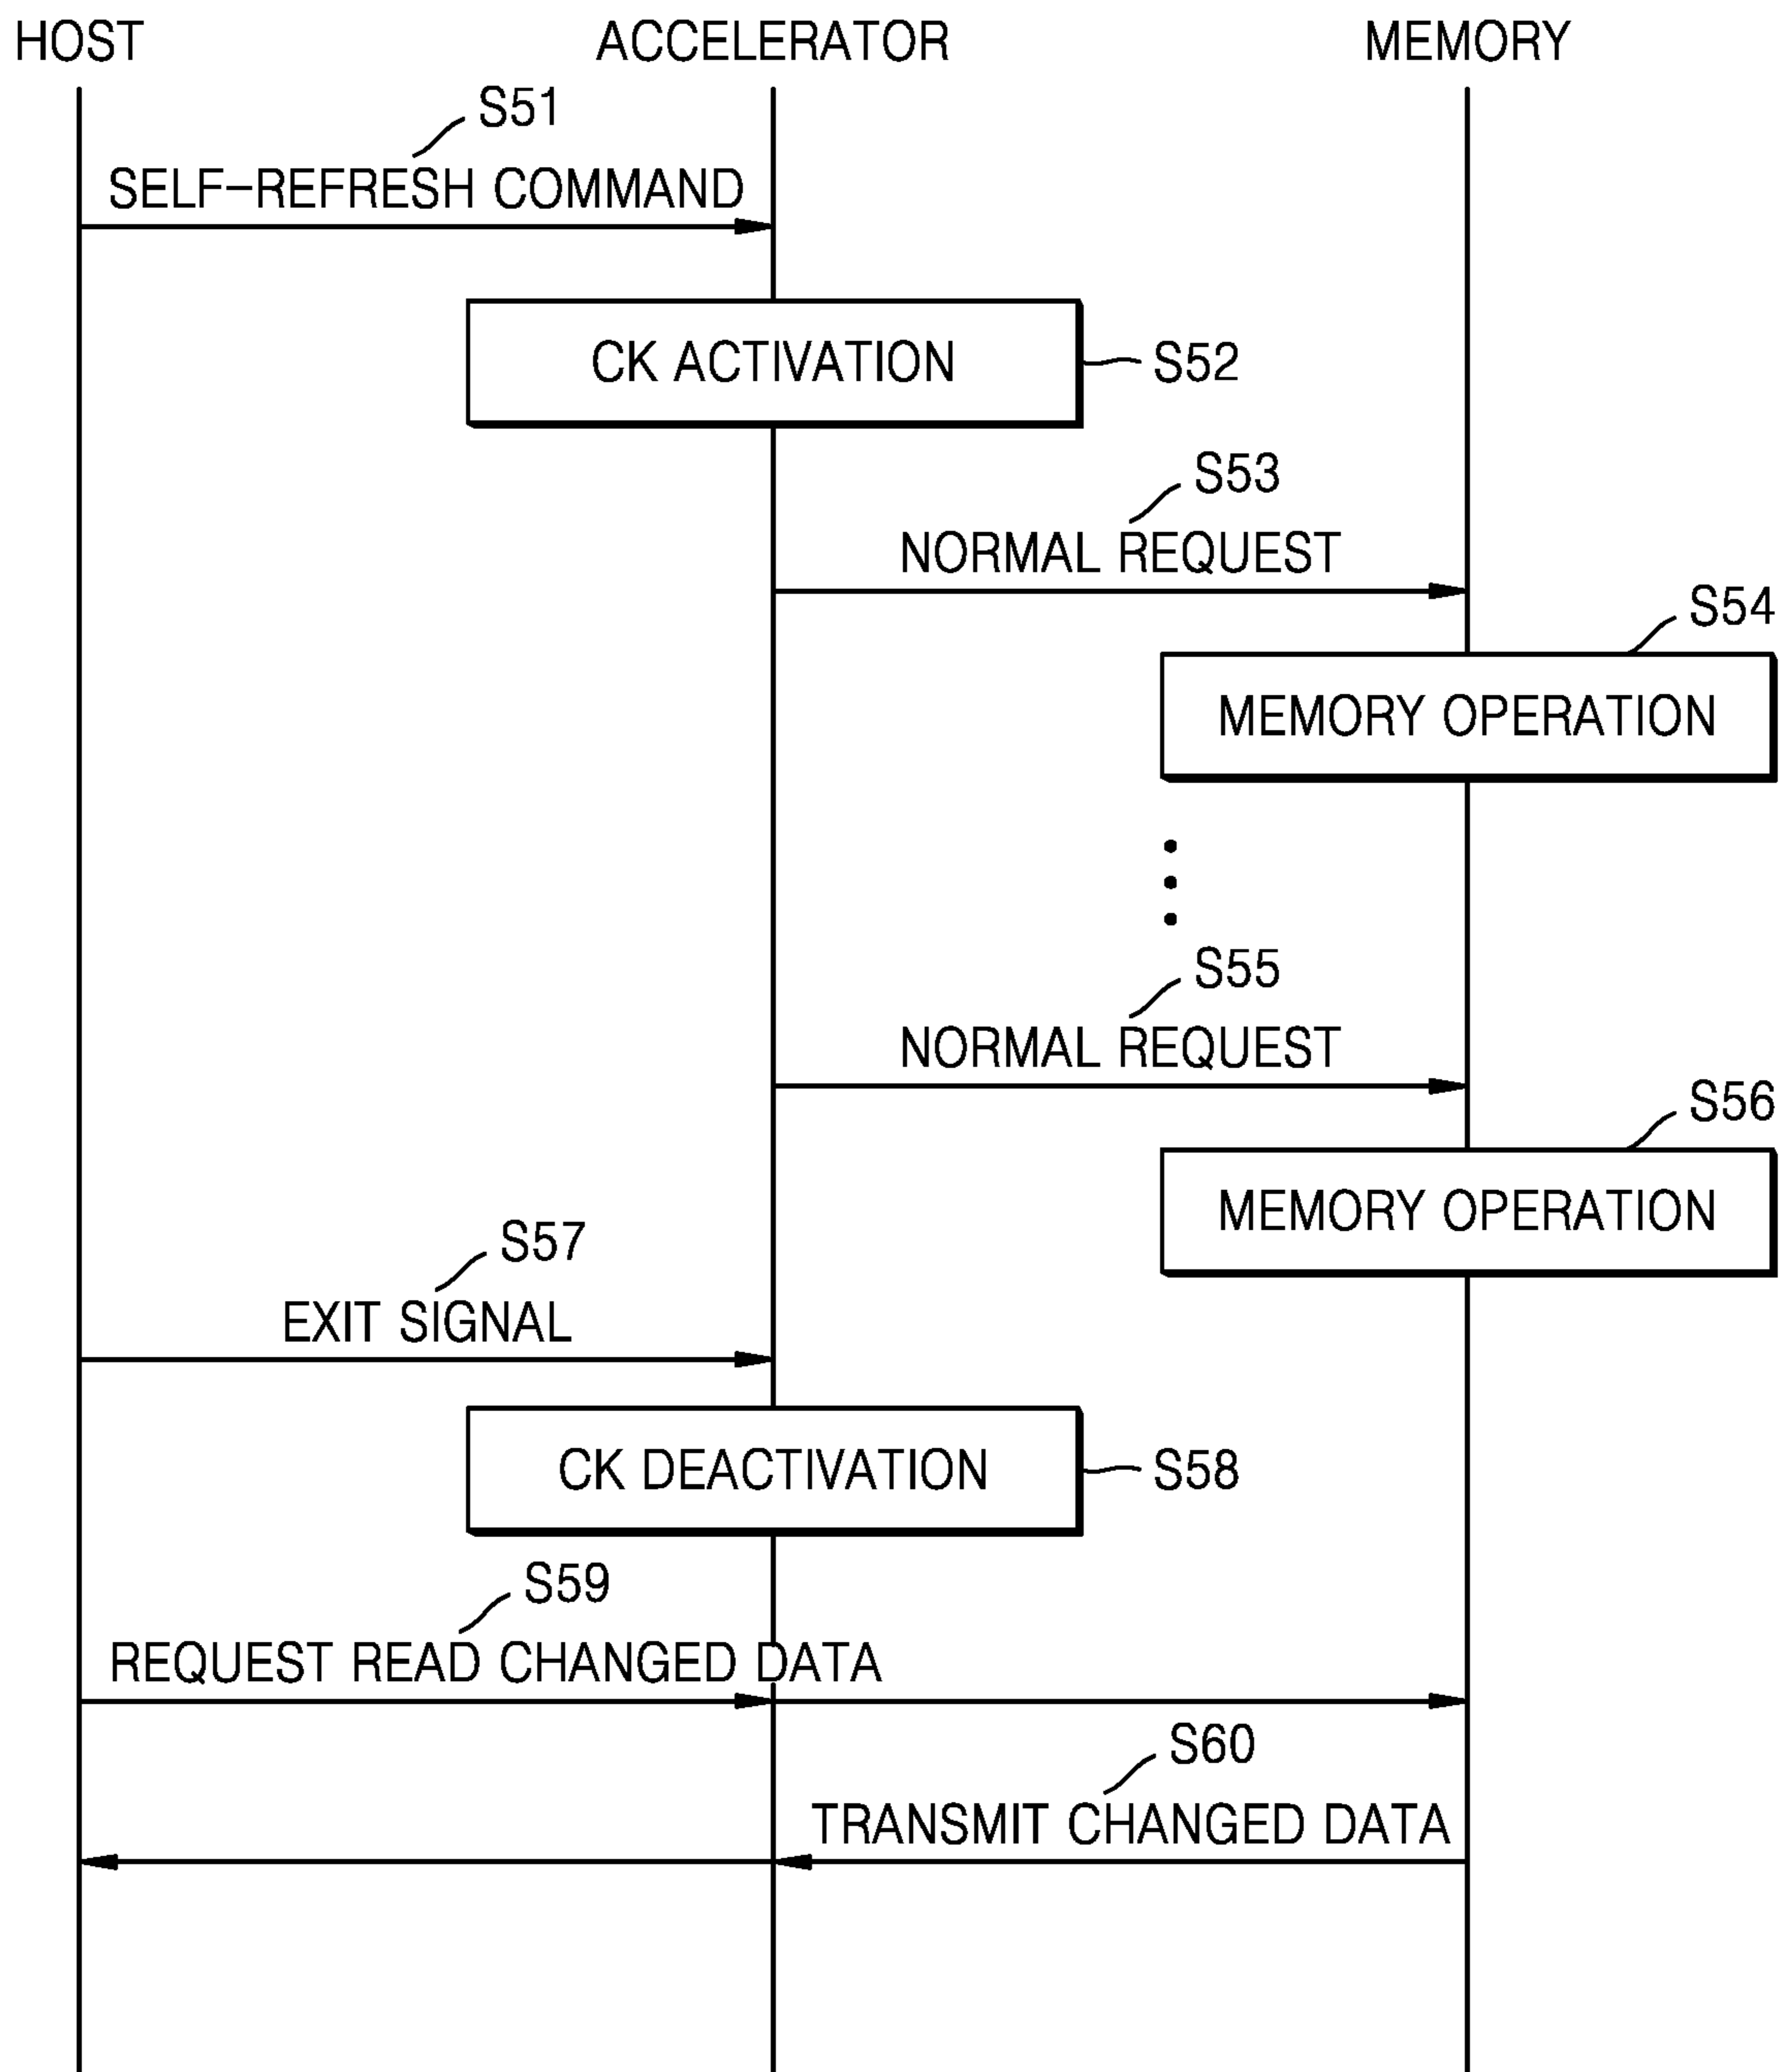 HOST ACCELERATOR MEMORY
S51
SELF-REFRESH COMMAND
CK ACTIVATION S52
S53
NORMAL REQUEST
S54
MEMORY OPERATION
S55
NORMAL REQUEST
S56
MEMORY OPERATION
S57
EXIT SIGNAL
CK DEACTIVATION S58
S59
REQUEST READ CHANGED DATA
S60
TRANSMIT CHANGED DATA